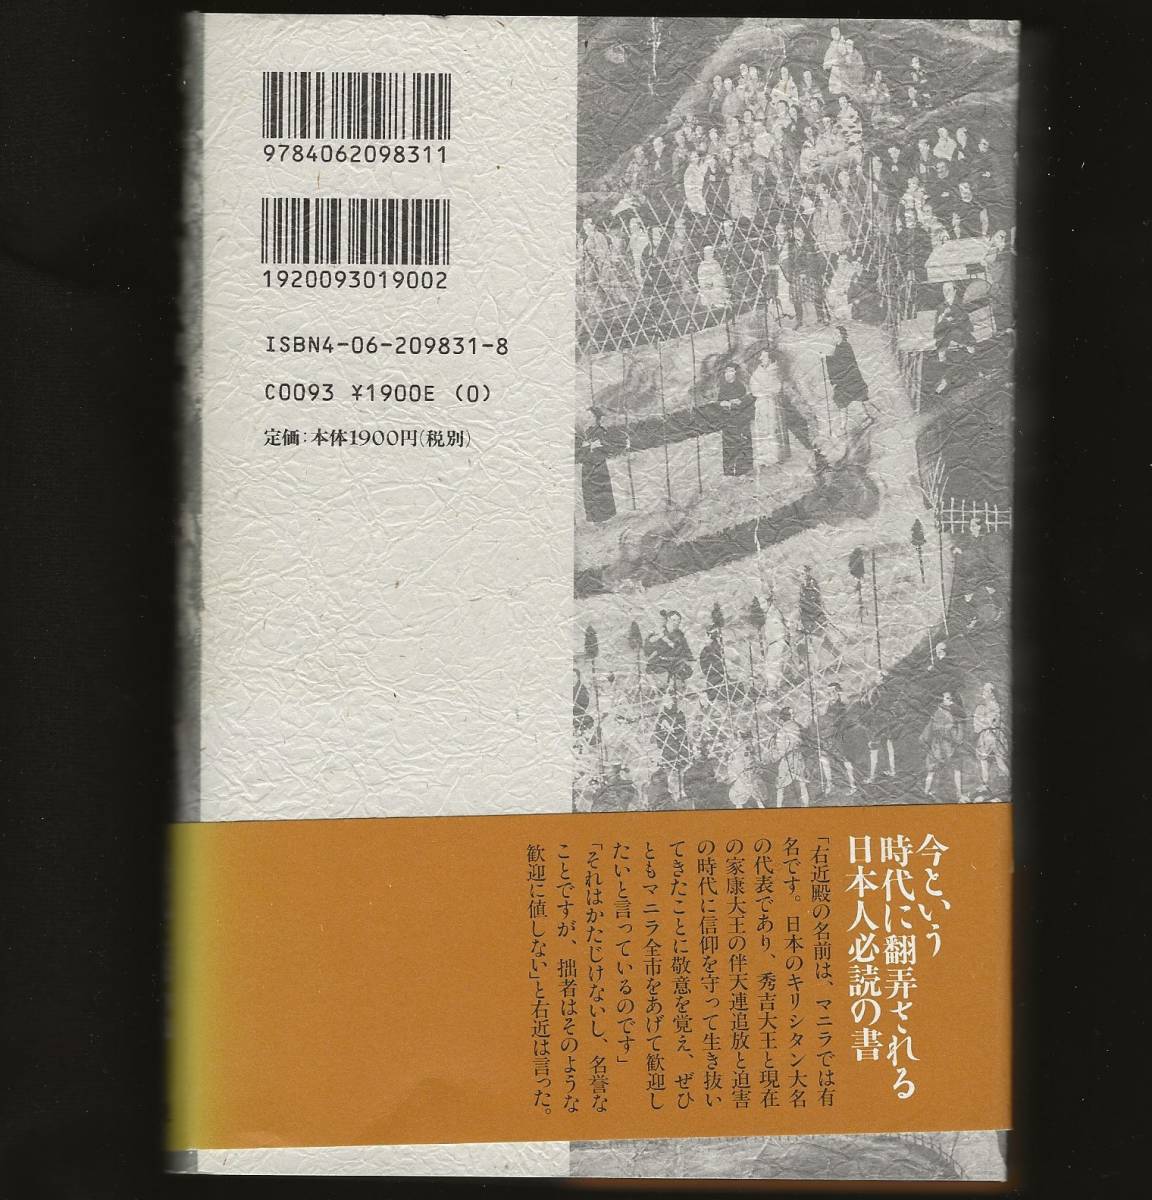 9784062098311
1920093019002
ISBN4-06-209831-8
C0093 ¥1900E (0)
定価:本体1900円(税別)
今という
時代に翻弄される
日本人必読の書
「右近殿の名前は、マニラでは有
名です。日本のキリシタン大名
の代表であり、秀吉大王と現在
の家康大王の伴天連追放と迫害
の時代に信仰を守って生き抜い
てきたことに敬意を覚え、ぜひ
ともマニラ全市をあげて歓迎し
たいと言っているのです」
「それはかたじけないし、名誉な
ことですが、拙者はそのような
歓迎に値しない」と右近は言った。